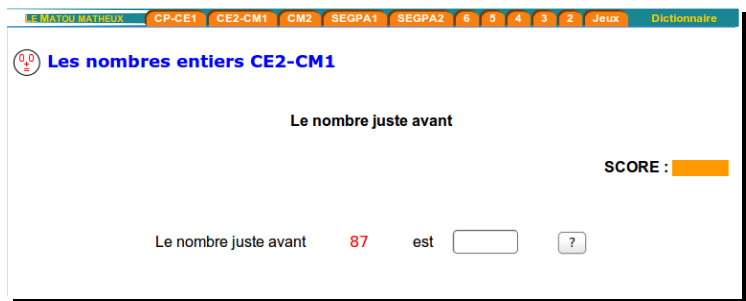 LE MATOU MATHEUX CP-CE1 CE2-CM1 CM2 SEGPA1 SEGPA2 6 5 4 3 2 Jeux Dictionnaire
Les nombres entiers CE2-CM1
Le nombre juste avant
SCORE :
Le nombre juste avant 87 est ?